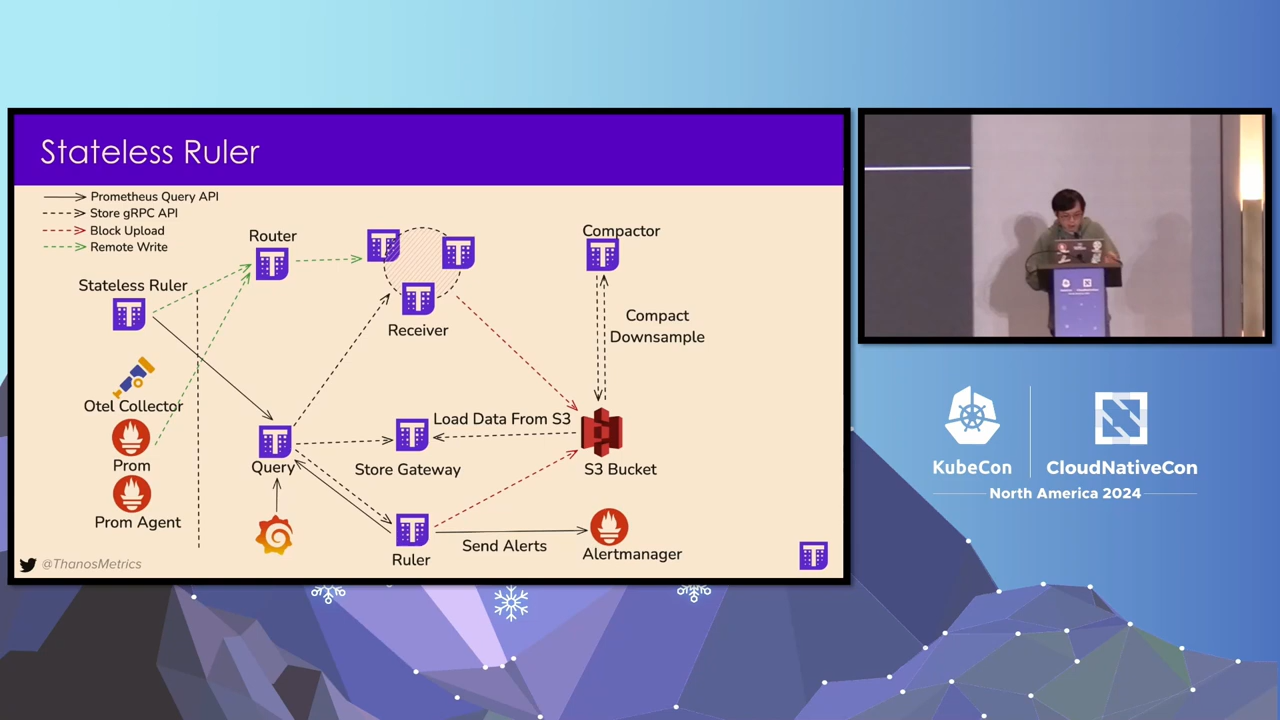 Stateless Ruler
Prometheus Query API
Store gRPC API
Block Upload
Remote Write
Router
Compactor
Stateless Ruler
Receiver
Compact
Downsample
Otel Collector
Load Data From S3
Prom
Query
Store Gateway
S3 Bucket
Prom Agent
Send Alerts
Ruler
Alertmanager
@ThanosMetrics
KubeCon
CloudNativeCon
North America 2024